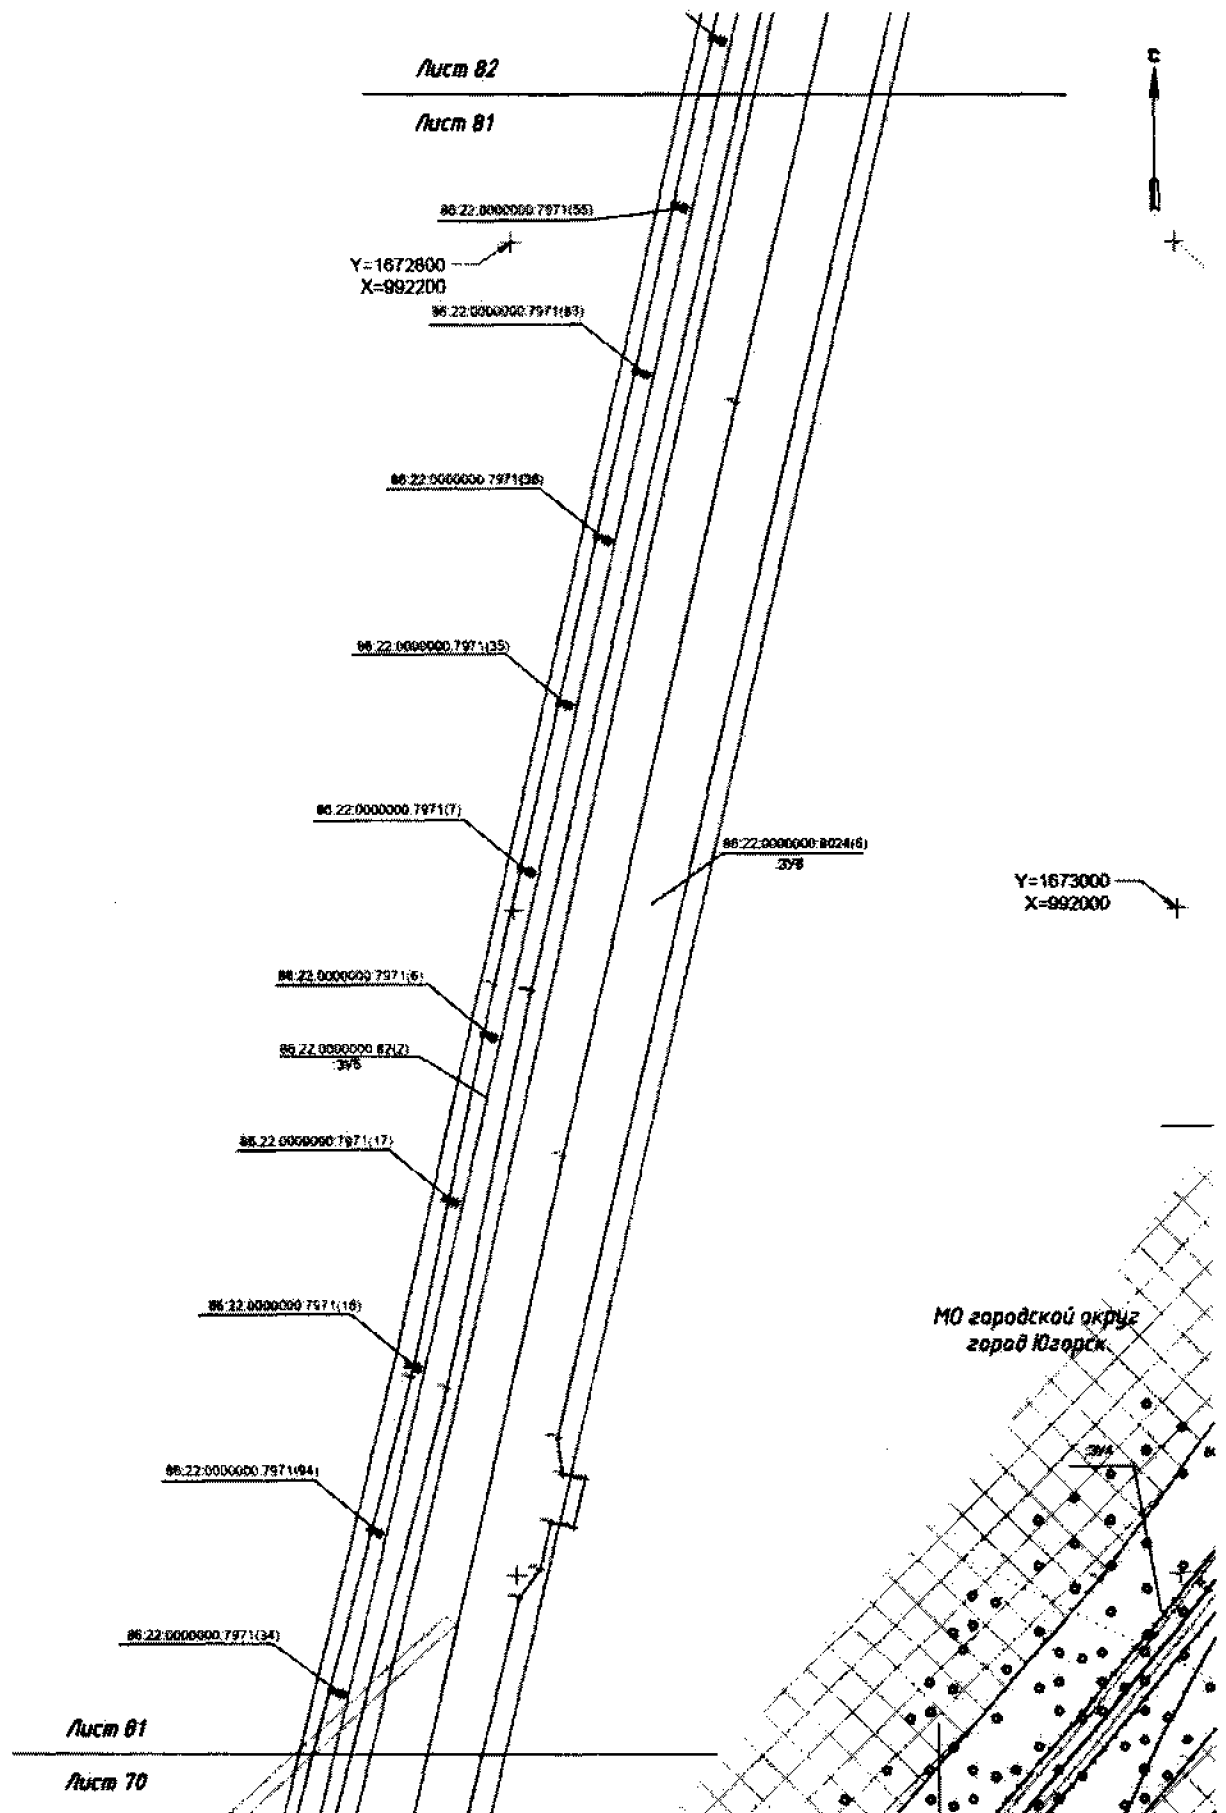 Лист 82
Лист 81
С
86:22:0000000:7971(55)
Y=1672800
X=992200
86:22:0000000:7971(83)
86:22:0000000:7971(36)
86:22:0000000:7971(35)
86:22:0000000:7971(7)
86:22:0000000:8024(6)
:ЗУ8
Y=1673000
X=992000
86:22:0000000:7971(6)
86:22:0000000:62(2)
:ЗУ5
86:22:0000000:7971(17)
86:22:0000000:7971(16)
МО городской округ
город Югорск
:ЗУ4
86:22:0000000:7971(94)
86:22:0000000:7971(34)
Лист 81
Лист 70